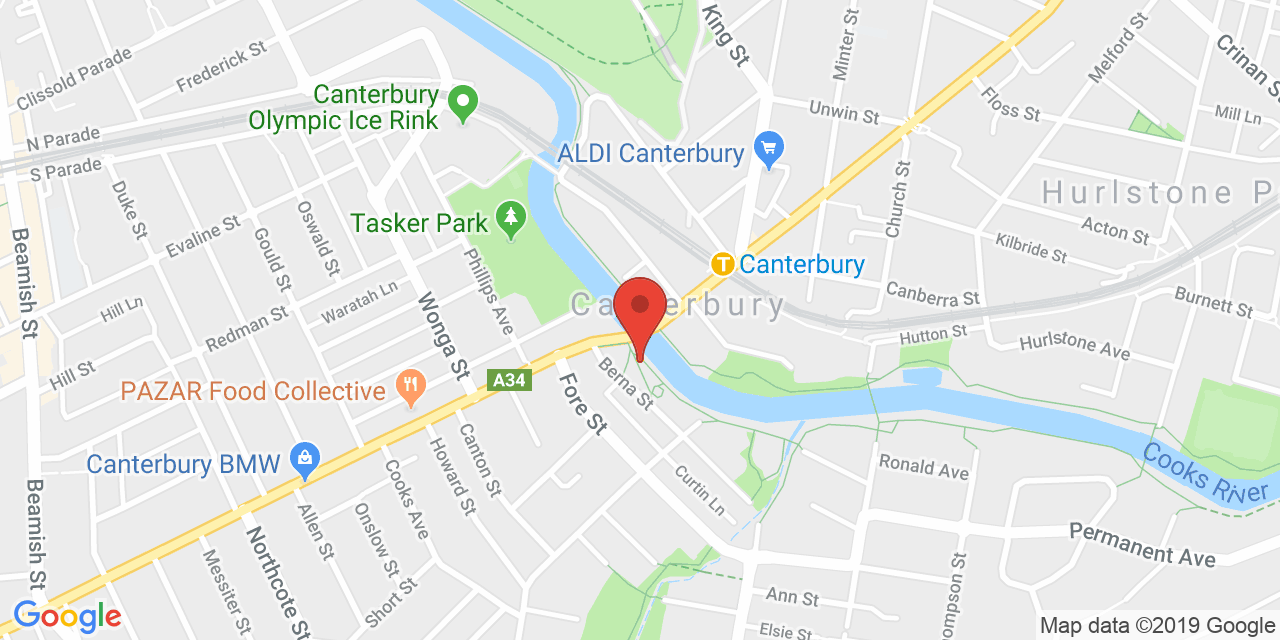 King St
Minter St
Melford St
Crinan St
Clissold Parade
Frederick St
Canterbury
Olympic Ice Rink
Unwin St
Floss St
Mill Ln
N Parade
S Parade
ALDI Canterbury
Duke St
Tasker Park
Church St
Hurlstone P
Evaline St
Oswald St
Gould St
Acton St
Kilbride St
Beamish St
Phillips Ave
Canterbury
Hill Ln
Waratah Ln
Redman St
Wonga St
Canterbury
Canberra St
Burnett St
Hutton St
Hurlstone Ave
Hill St
PAZAR Food Collective
A34
Berna St
Fore St
Canterbury BMW
Canton St
Howard St
Cooks Ave
Ronald Ave
Cooks River
Curtin Ln
Beamish St
Allen St
Onslow St
Northcote St
Messiter St
Short St
Permanent Ave
Ann St
Elsie St
ompson St
Google
Map data ©2019 Google